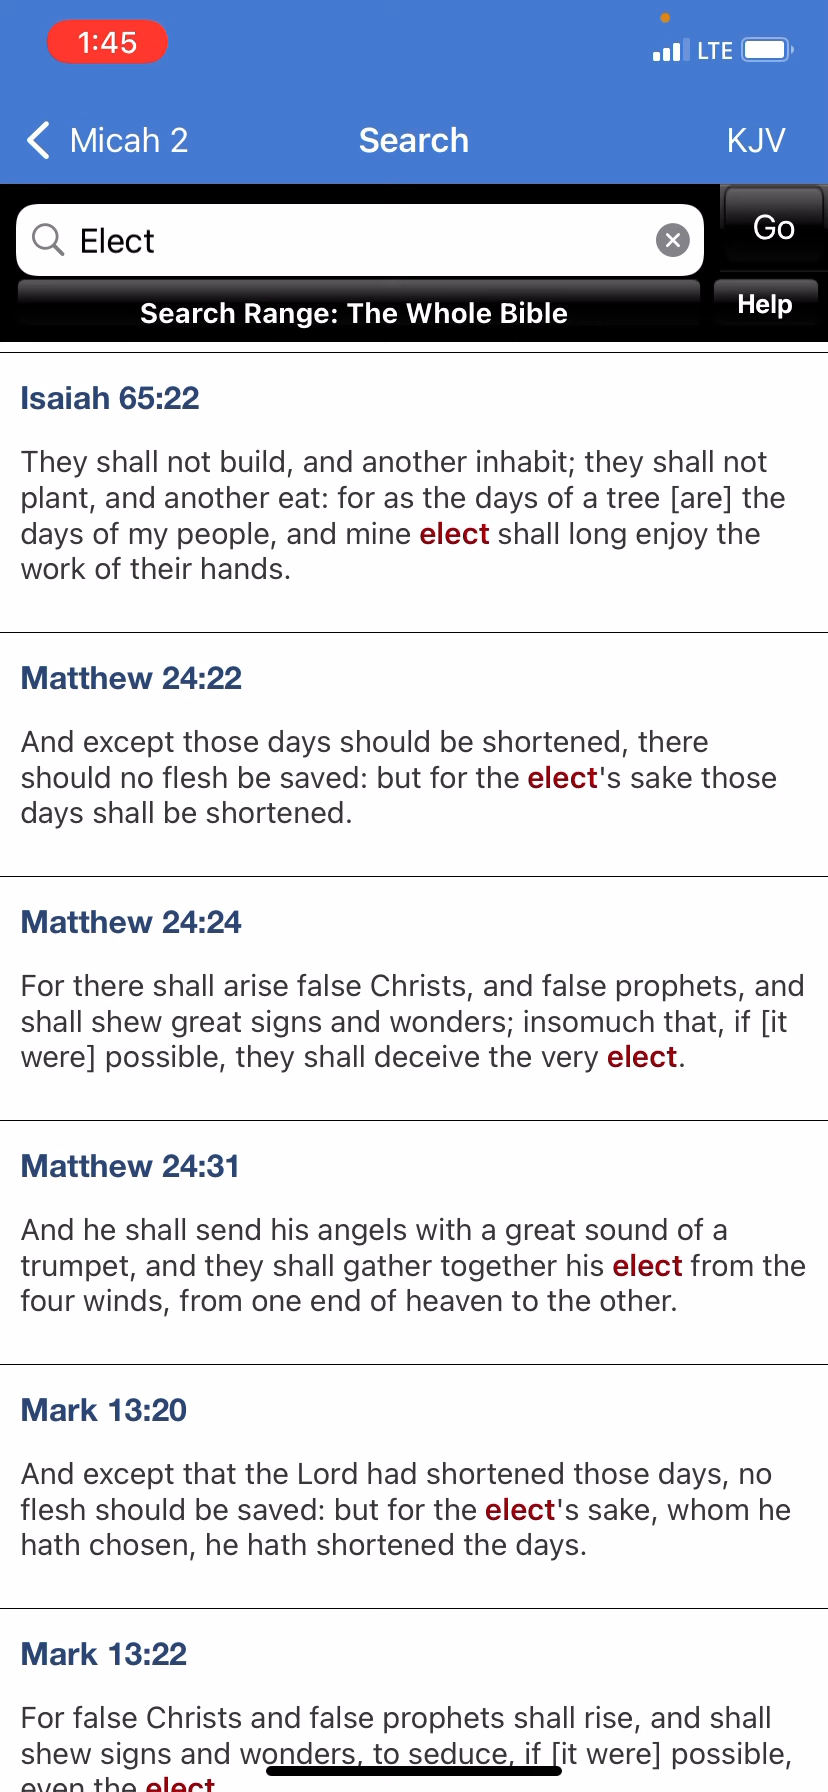 1:45
LTE
Micah 2
Search
KJV
Elect
Go
Search Range: The Whole Bible
Help
Isaiah 65:22
They shall not build, and another inhabit; they shall not
plant, and another eat: for as the days of a tree [are] the
days of my people, and mine elect shall long enjoy the
work of their hands.
Matthew 24:22
And except those days should be shortened, there
should no flesh be saved: but for the elect's sake those
days shall be shortened.
Matthew 24:24
For there shall arise false Christs, and false prophets, and
shall shew great signs and wonders; insomuch that, if [it
were] possible, they shall deceive the very elect.
Matthew 24:31
And he shall send his angels with a great sound of a
trumpet, and they shall gather together his elect from the
four winds, from one end of heaven to the other.
Mark 13:20
And except that the Lord had shortened those days, no
flesh should be saved: but for the elect's sake, whom he
hath chosen, he hath shortened the days.
Mark 13:22
For false Christs and false prophets shall rise, and shall
shew signs and wonders, to seduce, if [it were] possible,
even the elect.